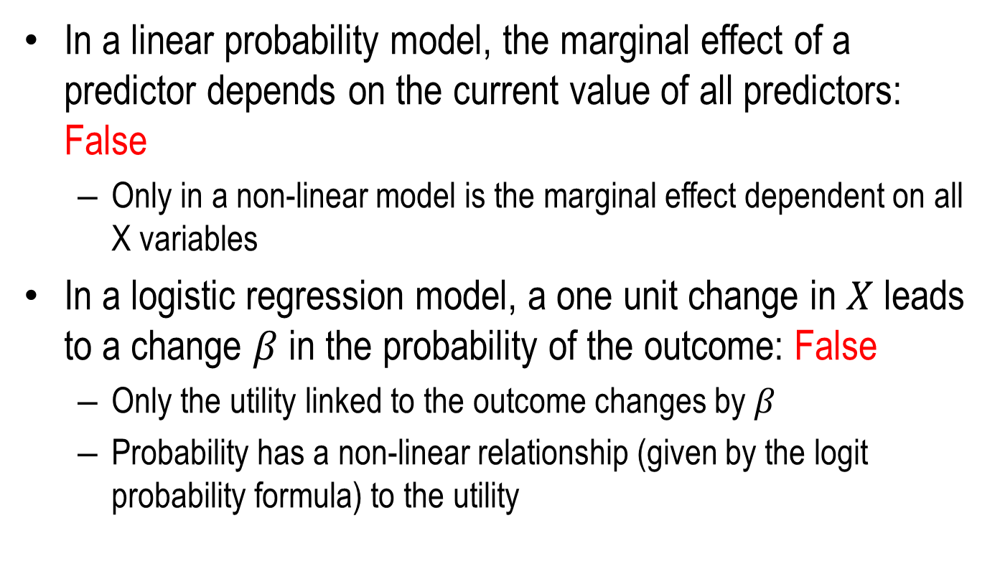 • In a linear probability model, the marginal effect of a
predictor depends on the current value of all predictors:
False
– Only in a non-linear model is the marginal effect dependent on all
X variables
• In a logistic regression model, a one unit change in 𝑋 leads
to a change 𝛽 in the probability of the outcome: False
– Only the utility linked to the outcome changes by 𝛽
– Probability has a non-linear relationship (given by the logit
probability formula) to the utility